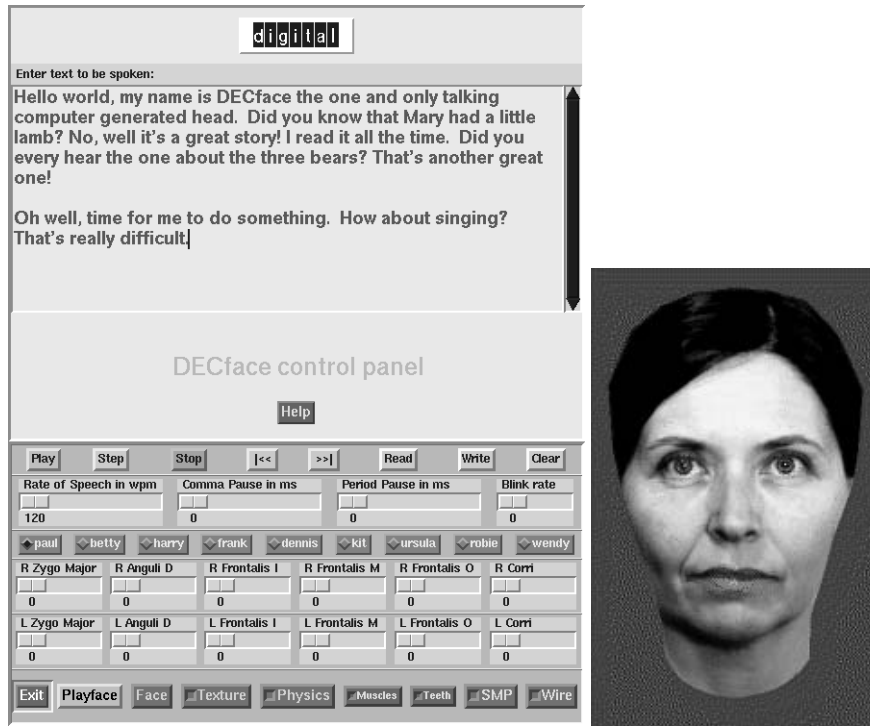 digital
Enter text to be spoken:
Hello world, my name is DECface the one and only talking
computer generated head.  Did you know that Mary had a little
lamb? No, well it's a great story! I read it all the time.  Did you
every hear the one about the three bears? That's another great
one!
Oh well, time for me to do something.  How about singing?
That's really difficult.
DECface control panel
Help
Play Step Stop |<< >>| Read Write Clear
Rate of Speech in wpm Comma Pause in ms Period Pause in ms Blink rate
120 0 0 0
paul betty harry frank dennis kit ursula robie wendy
R Zygo Major R Anguli D R Frontalis I R Frontalis M R Frontalis O R Corri
0 0 0 0 0 0
L Zygo Major L Anguli D L Frontalis I L Frontalis M L Frontalis O L Corri
0 0 0 0 0 0
Exit Playface Face Texture Physics Muscles Teeth SMP Wire